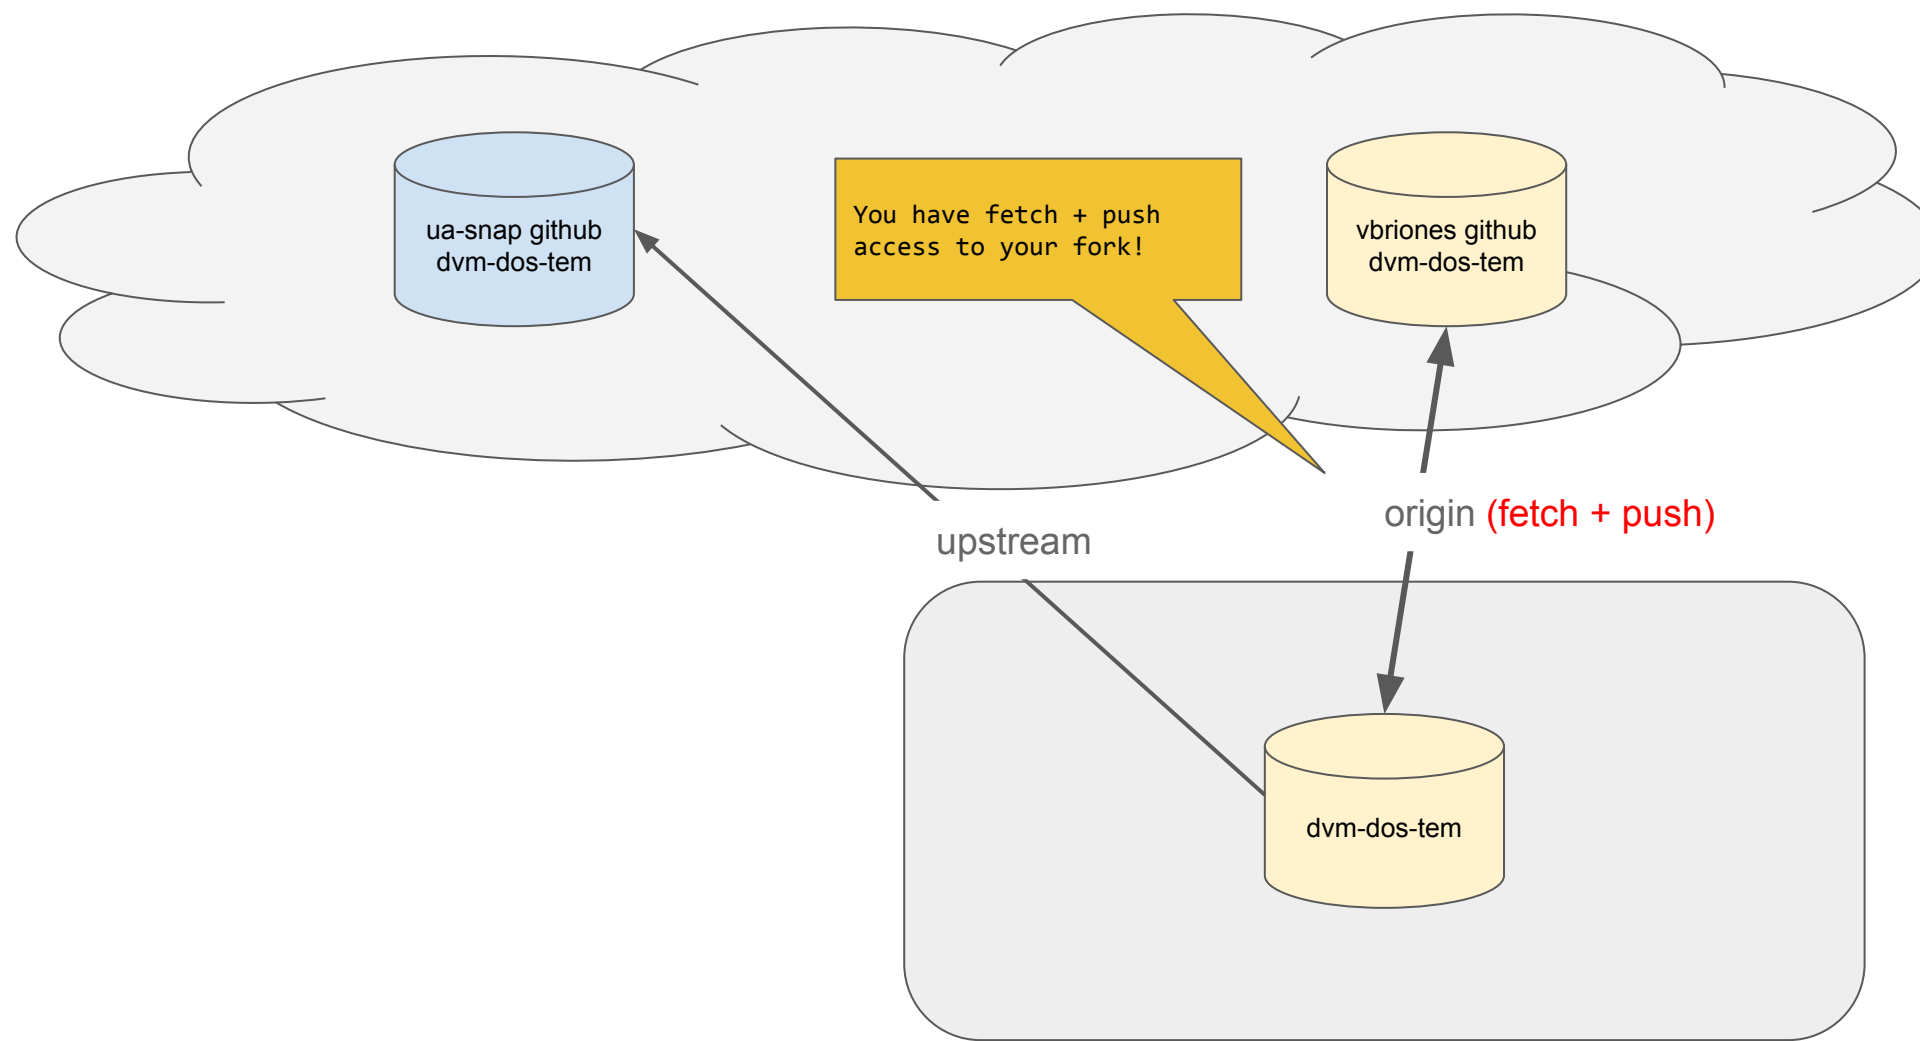 ua-snap github
dvm-dos-tem
You have fetch + push
access to your fork!
vbriones github
dvm-dos-tem
origin (fetch + push)
upstream
dvm-dos-tem